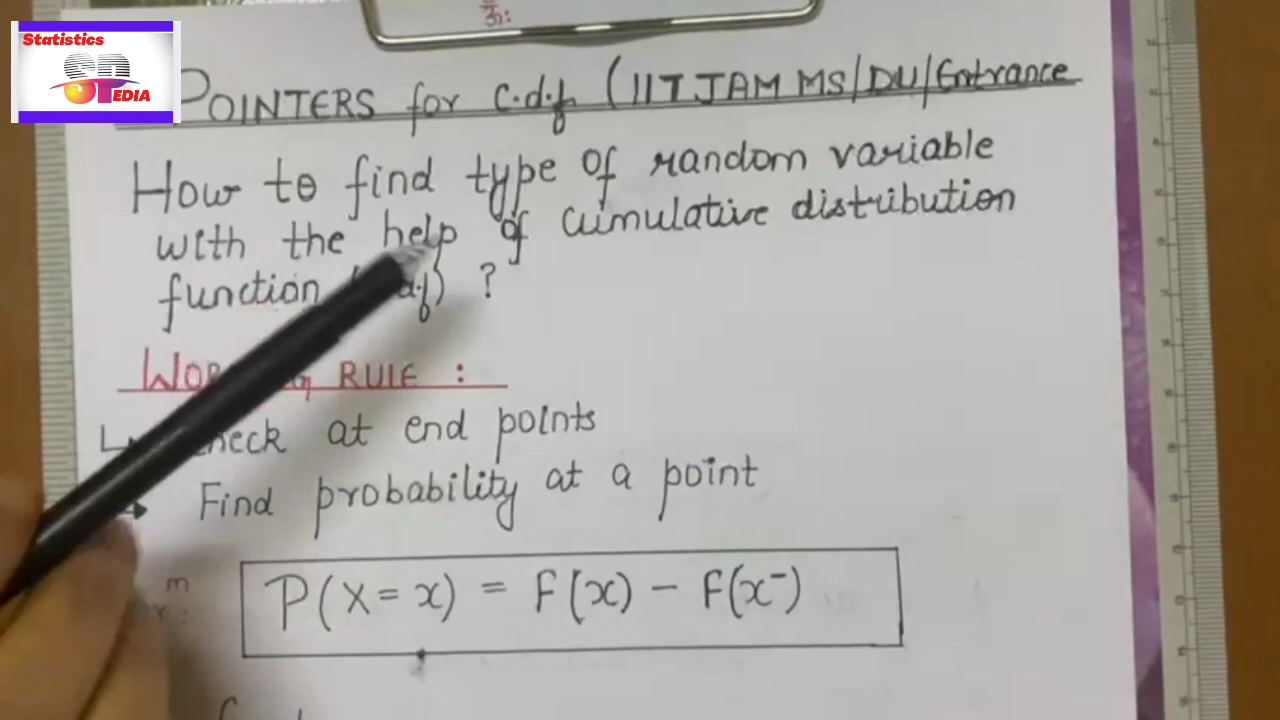 ॐ:
Statistics
EDIA
POINTERS for c.d.f. (IIT JAM MS/DU/Entrance
How to find type of random variable
with the help of cumulative distribution
function ?
RULE :
at end points
Find probability at a point
P(X = x) = F(x) - F(x⁻)